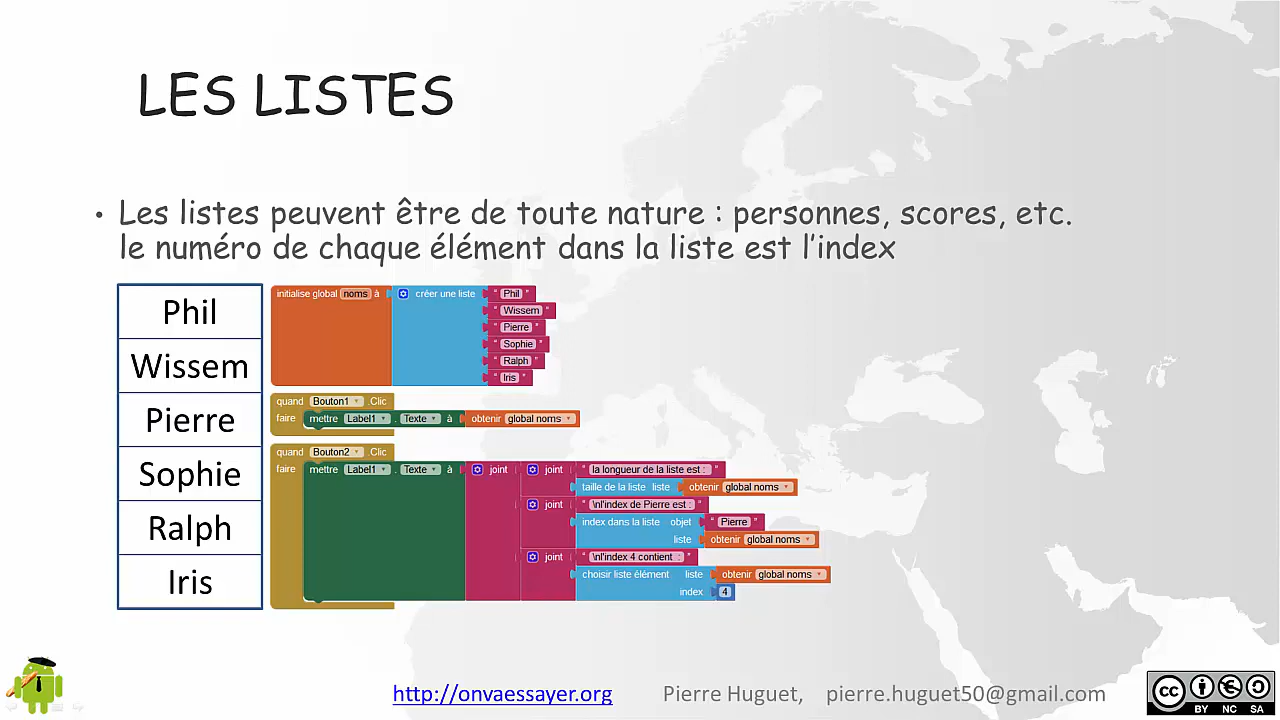 LES LISTES
• Les listes peuvent être de toute nature : personnes, scores, etc.
le numéro de chaque élément dans la liste est l'index
Phil
Wissem
Pierre
Sophie
Ralph
Iris
initialise global noms à créer une liste " Phil "
" Wissem "
" Pierre "
" Sophie "
" Ralph "
" Iris "
quand Bouton1 .Clic
faire mettre Label1 . Texte à obtenir global noms
quand Bouton2 .Clic
faire mettre Label1 . Texte à joint joint " la longueur de la liste est : "
taille de la liste liste obtenir global noms
joint " \nl'index de Pierre est : "
index dans la liste objet " Pierre "
liste obtenir global noms
joint " \nl'index 4 contient : "
choisir liste élément liste obtenir global noms
index 4
http://onvaessayer.org Pierre Huguet, pierre.huguet50@gmail.com
cc BY NC SA